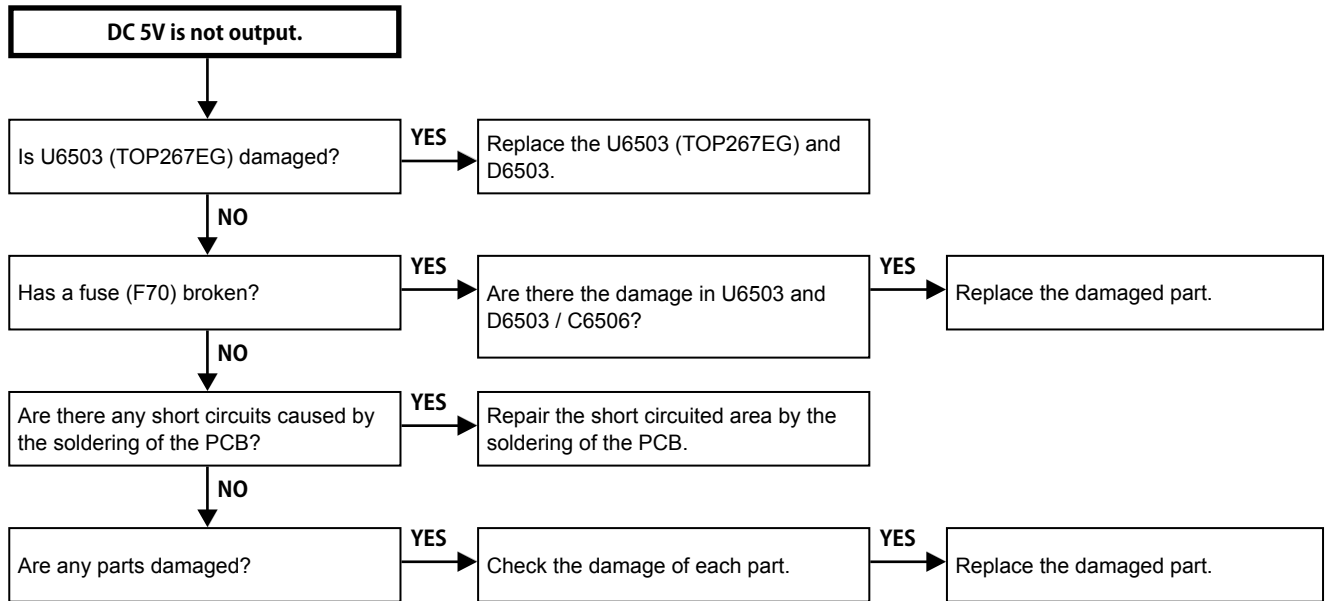 DC 5V is not output.
Is U6503 (TOP267EG) damaged?
YES
Replace the U6503 (TOP267EG) and
D6503.
NO
Has a fuse (F70) broken?
YES
Are there the damage in U6503 and
D6503 / C6506?
YES
Replace the damaged part.
NO
Are there any short circuits caused by
the soldering of the PCB?
YES
Repair the short circuited area by the
soldering of the PCB.
NO
Are any parts damaged?
YES
Check the damage of each part.
YES
Replace the damaged part.